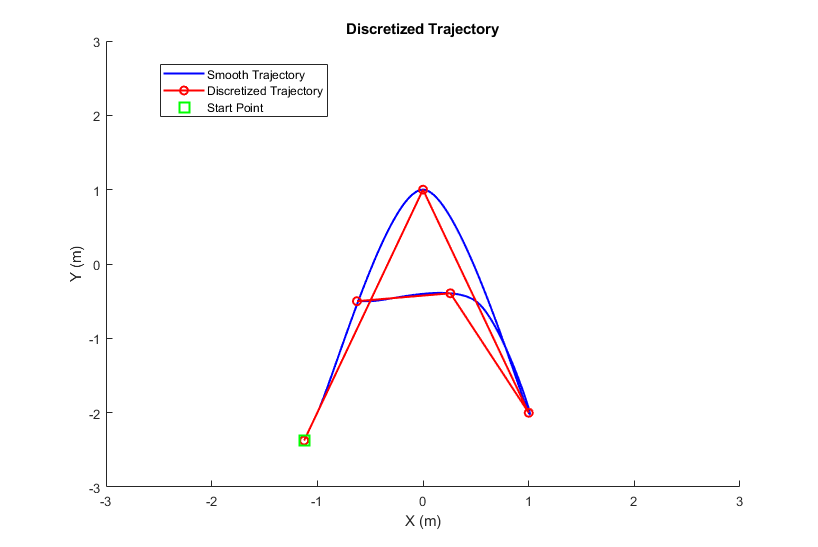 Discretized Trajectory
Smooth Trajectory
Discretized Trajectory
Start Point
3
2
1
0
-1
-2
-3
Y (m)
-3
-2
-1
0
1
2
3
X (m)